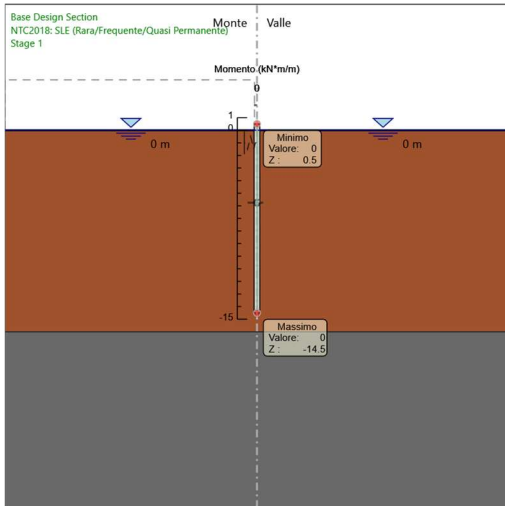 Base Design Section
NTC2018: SLE (Rara/Frequente/Quasi Permanente)
Stage 1
Monte
Valle
Momento (kN*m/m)
0
1
0
0 m
0 m
Minimo
Valore: 0
Z : 0.5
-15
Massimo
Valore: 0
Z : -14.5